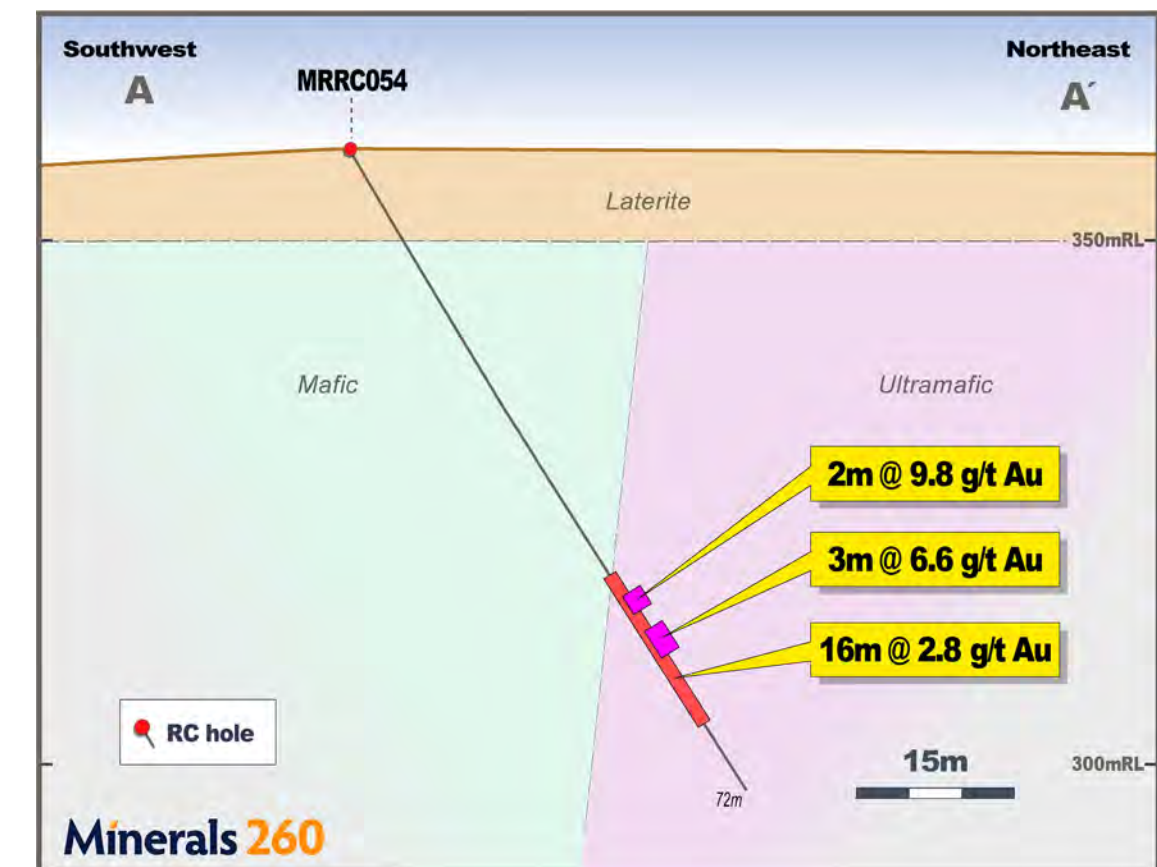 Southwest
Northeast
A
A´
MRRC054
Laterite
350mRL
Mafic
Ultramafic
2m @ 9.8 g/t Au
3m @ 6.6 g/t Au
16m @ 2.8 g/t Au
RC hole
15m
300mRL
72m
Minerals 260